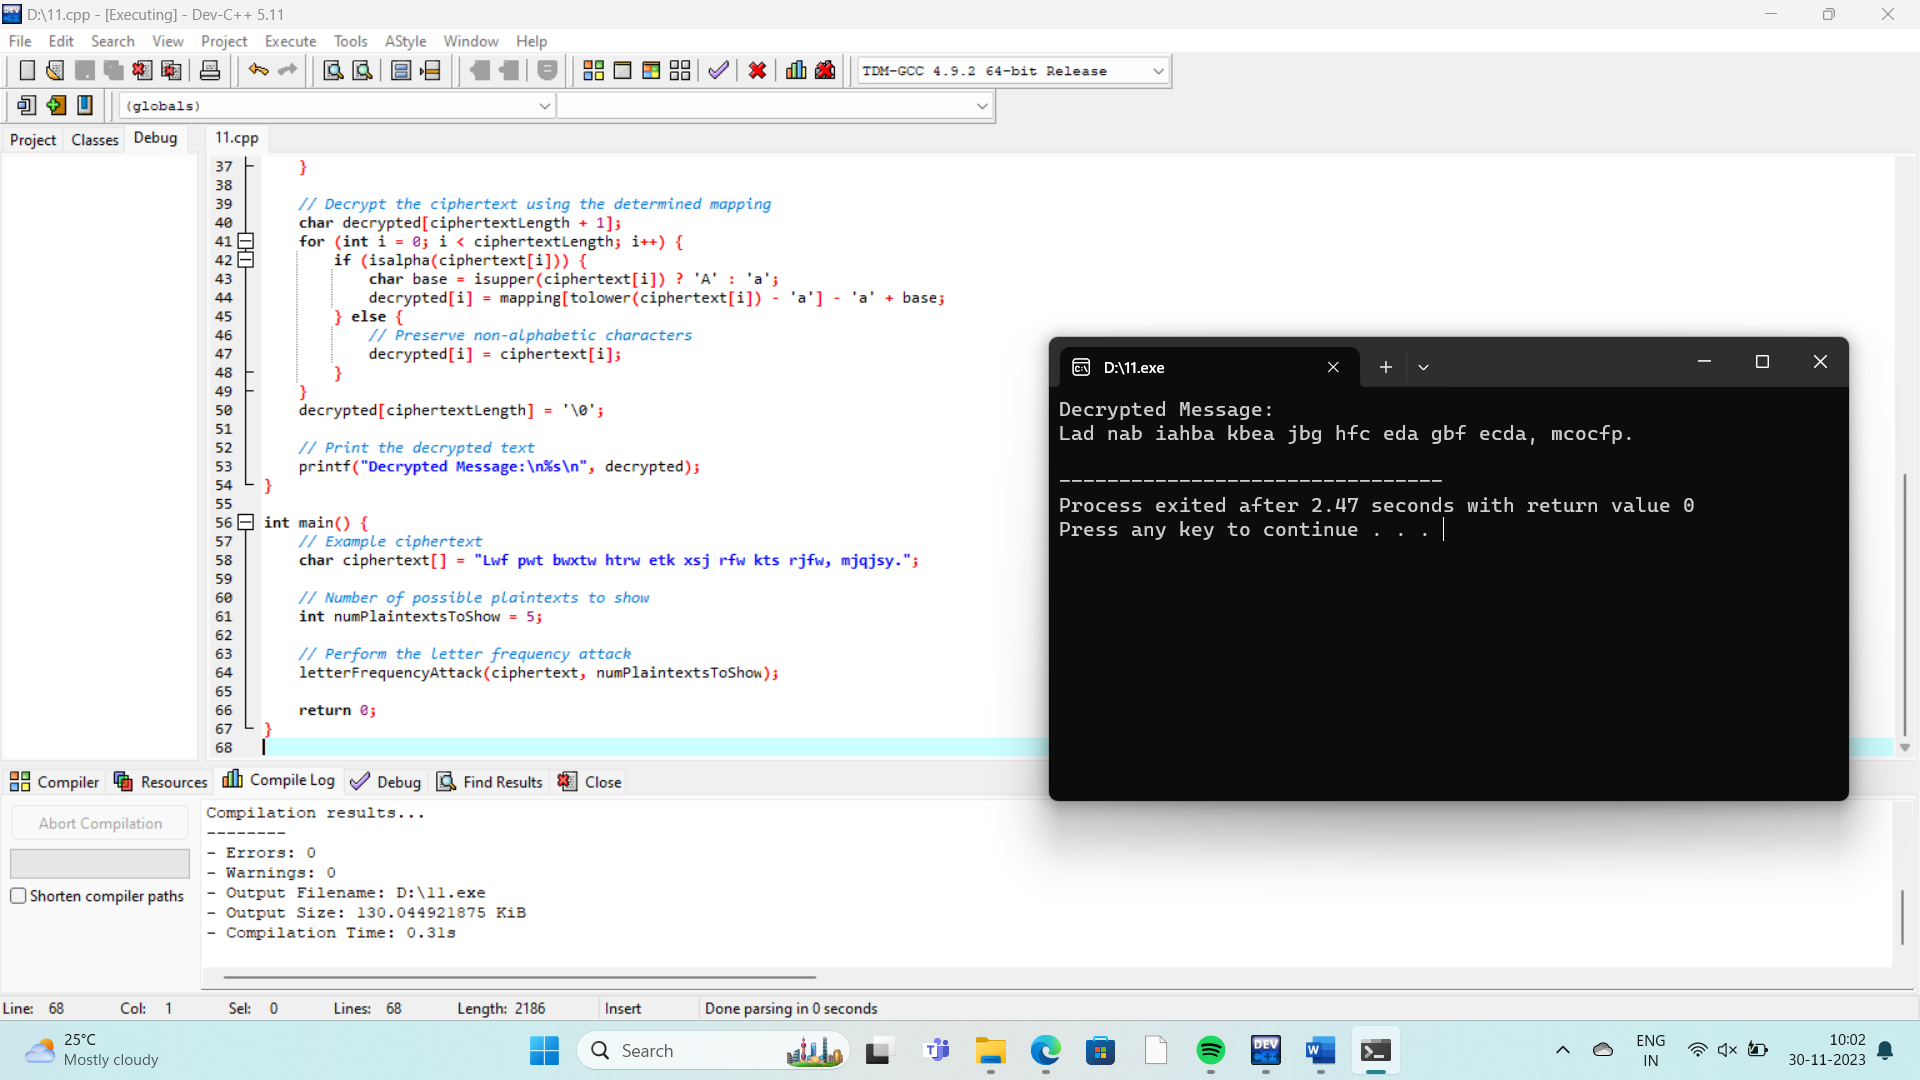 D:\11.cpp - [Executing] - Dev-C++ 5.11
File Edit Search View Project Execute Tools AStyle Window Help
TDM-GCC 4.9.2 64-bit Release
(globals)
Project Classes Debug 11.cpp
37 }
38
39 // Decrypt the ciphertext using the determined mapping
40 char decrypted[ciphertextLength + 1];
41 for (int i = 0; i < ciphertextLength; i++) {
42 if (isalpha(ciphertext[i])) {
43 char base = isupper(ciphertext[i]) ? 'A' : 'a';
44 decrypted[i] = mapping[tolower(ciphertext[i]) - 'a'] - 'a' + base;
45 } else {
46 // Preserve non-alphabetic characters
47 decrypted[i] = ciphertext[i];
48 }
49 }
50 decrypted[ciphertextLength] = '\0';
51
52 // Print the decrypted text
53 printf("Decrypted Message:\n%s\n", decrypted);
54 }
55
56 int main() {
57 // Example ciphertext
58 char ciphertext[] = "Lwf pwt bwxtw htrw etk xsj rfw kts rjfw, mjqjsy.";
59
60 // Number of possible plaintexts to show
61 int numPlaintextsToShow = 5;
62
63 // Perform the letter frequency attack
64 letterFrequencyAttack(ciphertext, numPlaintextsToShow);
65
66 return 0;
67 }
68
D:\11.exe
Decrypted Message:
Lad nab iahba kbea jbg hfc eda gbf ecda, mcocfp.
--------------------------------
Process exited after 2.47 seconds with return value 0
Press any key to continue . . .
Compiler Resources Compile Log Debug Find Results Close
Abort Compilation
Shorten compiler paths
Compilation results...
--------
- Errors: 0
- Warnings: 0
- Output Filename: D:\11.exe
- Output Size: 130.044921875 KiB
- Compilation Time: 0.31s
Line: 68 Col: 1 Sel: 0 Lines: 68 Length: 2186 Insert Done parsing in 0 seconds
25°C
Mostly cloudy
Search
DEV
ENG
IN
10:02
30-11-2023